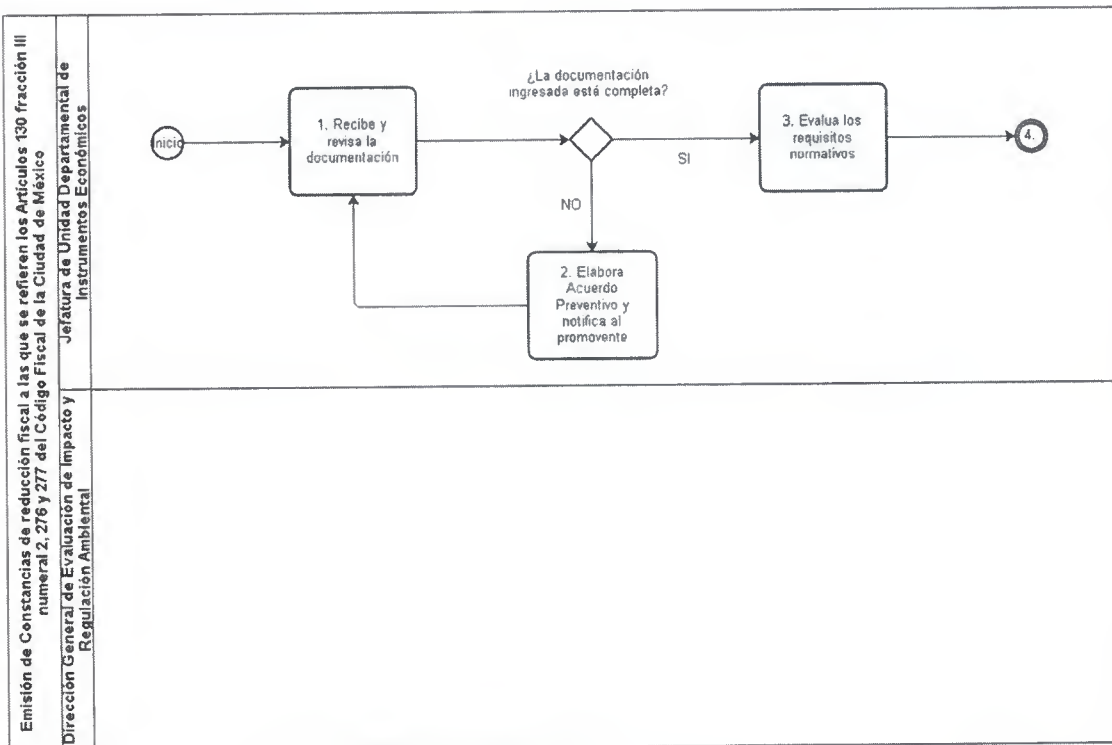 Emisión de Constancias de reducción fiscal a las que se refieren los Artículos 130 fracción III
numeral 2, 276 y 277 del Código Fiscal de la Ciudad de México
Jefatura de Unidad Departamental de
Instrumentos Económicos
Inicio
1. Recibe y
revisa la
documentación
¿La documentación
ingresada está completa?
SI
NO
2. Elabora
Acuerdo
Preventivo y
notifica al
promovente
3. Evalua los
requisitos
normativos
4.
Dirección General de Evaluación de Impacto y
Regulación Ambiental